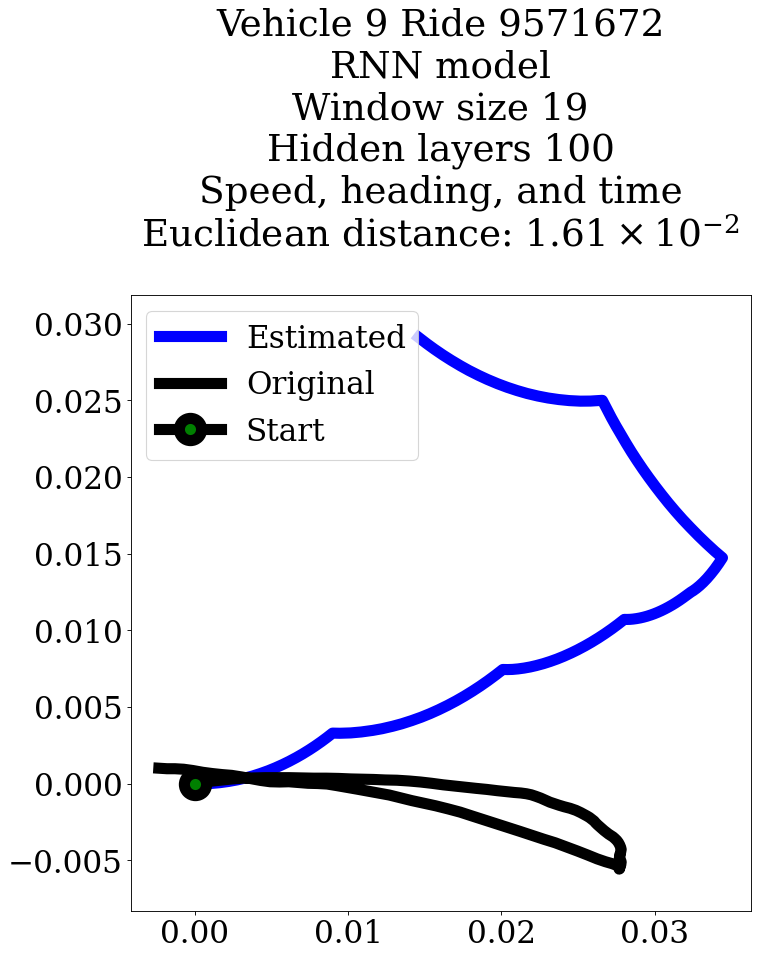 Vehicle 9 Ride 9571672
RNN model
Window size 19
Hidden layers 100
Speed, heading, and time
Euclidean distance: 1.61 × 10⁻²
Estimated
Original
Start
0.030
0.025
0.020
0.015
0.010
0.005
0.000
−0.005
0.00 0.01 0.02 0.03